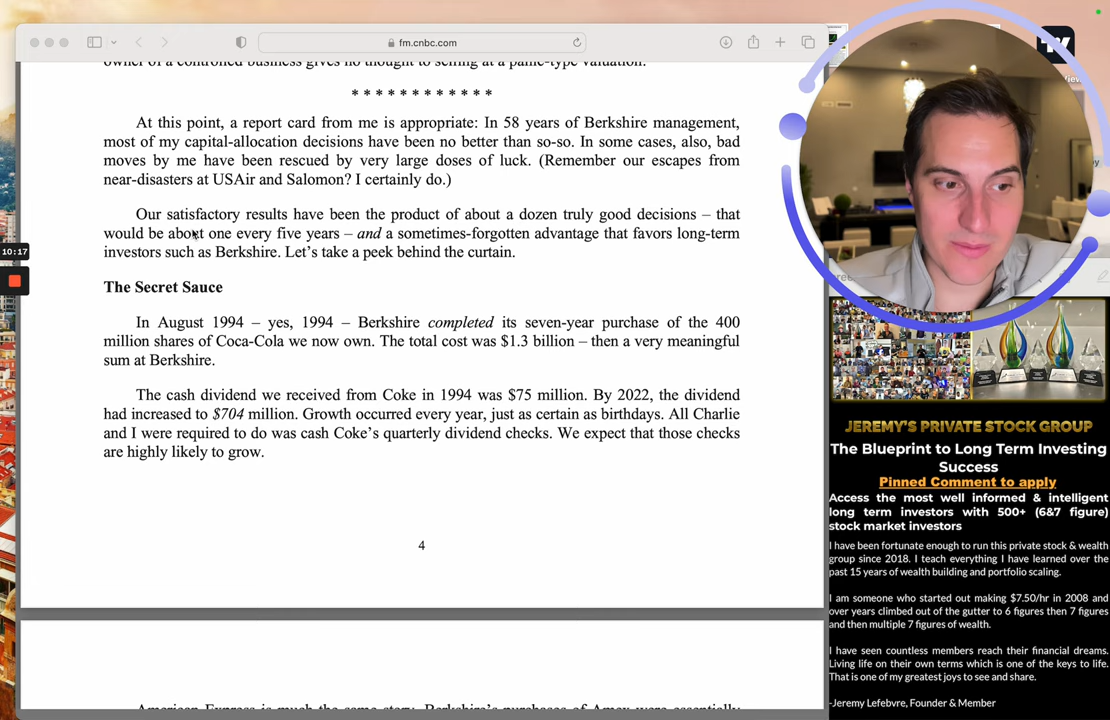 fm.cnbc.com
owner of a controlled business gives no thought to selling at a panic-type valuation.
* * * * * * * * * * * *
At this point, a report card from me is appropriate: In 58 years of Berkshire management,
most of my capital-allocation decisions have been no better than so-so. In some cases, also, bad
moves by me have been rescued by very large doses of luck. (Remember our escapes from
near-disasters at USAir and Salomon? I certainly do.)
Our satisfactory results have been the product of about a dozen truly good decisions – that
would be about one every five years – and a sometimes-forgotten advantage that favors long-term
investors such as Berkshire. Let’s take a peek behind the curtain.
The Secret Sauce
In August 1994 – yes, 1994 – Berkshire completed its seven-year purchase of the 400
million shares of Coca-Cola we now own. The total cost was $1.3 billion – then a very meaningful
sum at Berkshire.
The cash dividend we received from Coke in 1994 was $75 million. By 2022, the dividend
had increased to $704 million. Growth occurred every year, just as certain as birthdays. All Charlie
and I were required to do was cash Coke’s quarterly dividend checks. We expect that those checks
are highly likely to grow.
4
American Express is much the same story. Berkshire’s purchases of Amex were essentially
10:17
JEREMY'S PRIVATE STOCK GROUP
The Blueprint to Long Term Investing
Success
Pinned Comment to apply
Access the most well informed & intelligent
long term investors with 500+ (6&7 figure)
stock market investors
I have been fortunate enough to run this private stock & wealth
group since 2018. I teach everything I have learned over the
past 15 years of wealth building and portfolio scaling.
I am someone who started out making $7.50/hr in 2008 and
over years climbed out of the gutter to 6 figures then 7 figures
and then multiple 7 figures of wealth.
I have seen countless members reach their financial dreams.
Living life on their own terms which is one of the keys to life.
That is one of my greatest joys to see and share.
-Jeremy Lefebvre, Founder & Member